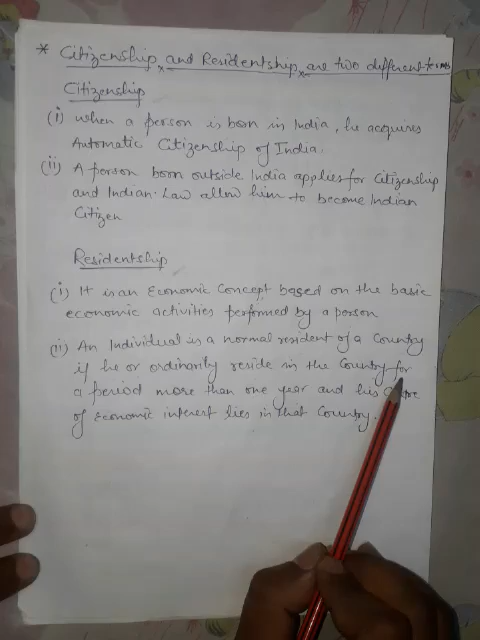 * Citizenship and Residentship are two different terms
Citizenship
(i) when a person is born in India, he acquires
Automatic Citizenship of India.
(ii) A person born outside India applies for Citizenship
and Indian Law allow him to become Indian
Citizen
Residentship
(i) It is an Economic Concept based on the basic
economic activities performed by a person
(ii) An Individual is a normal resident of a Country
if he or ordinarily reside in the Country for
a period more than one year and his
of economic interest lies in that Country.